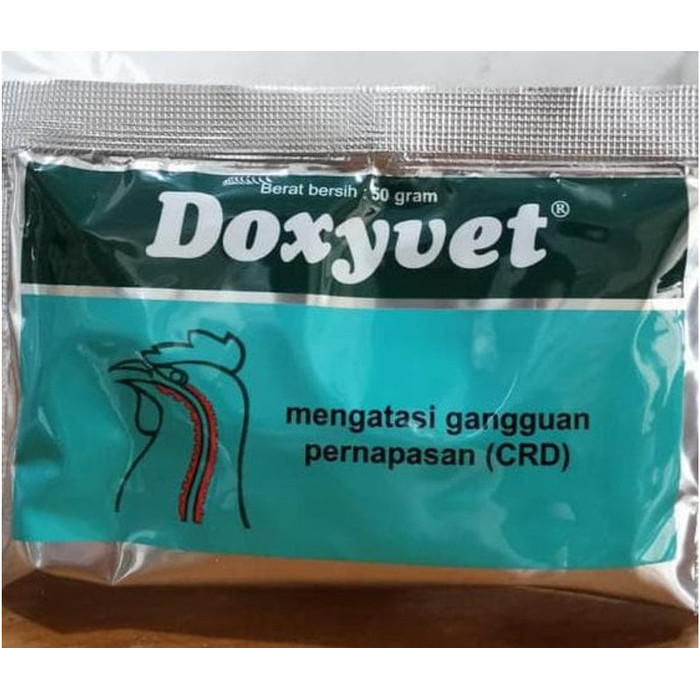 Berat bersih : 50 gram
Doxyvet®
mengatasi gangguan
pernapasan (CRD)